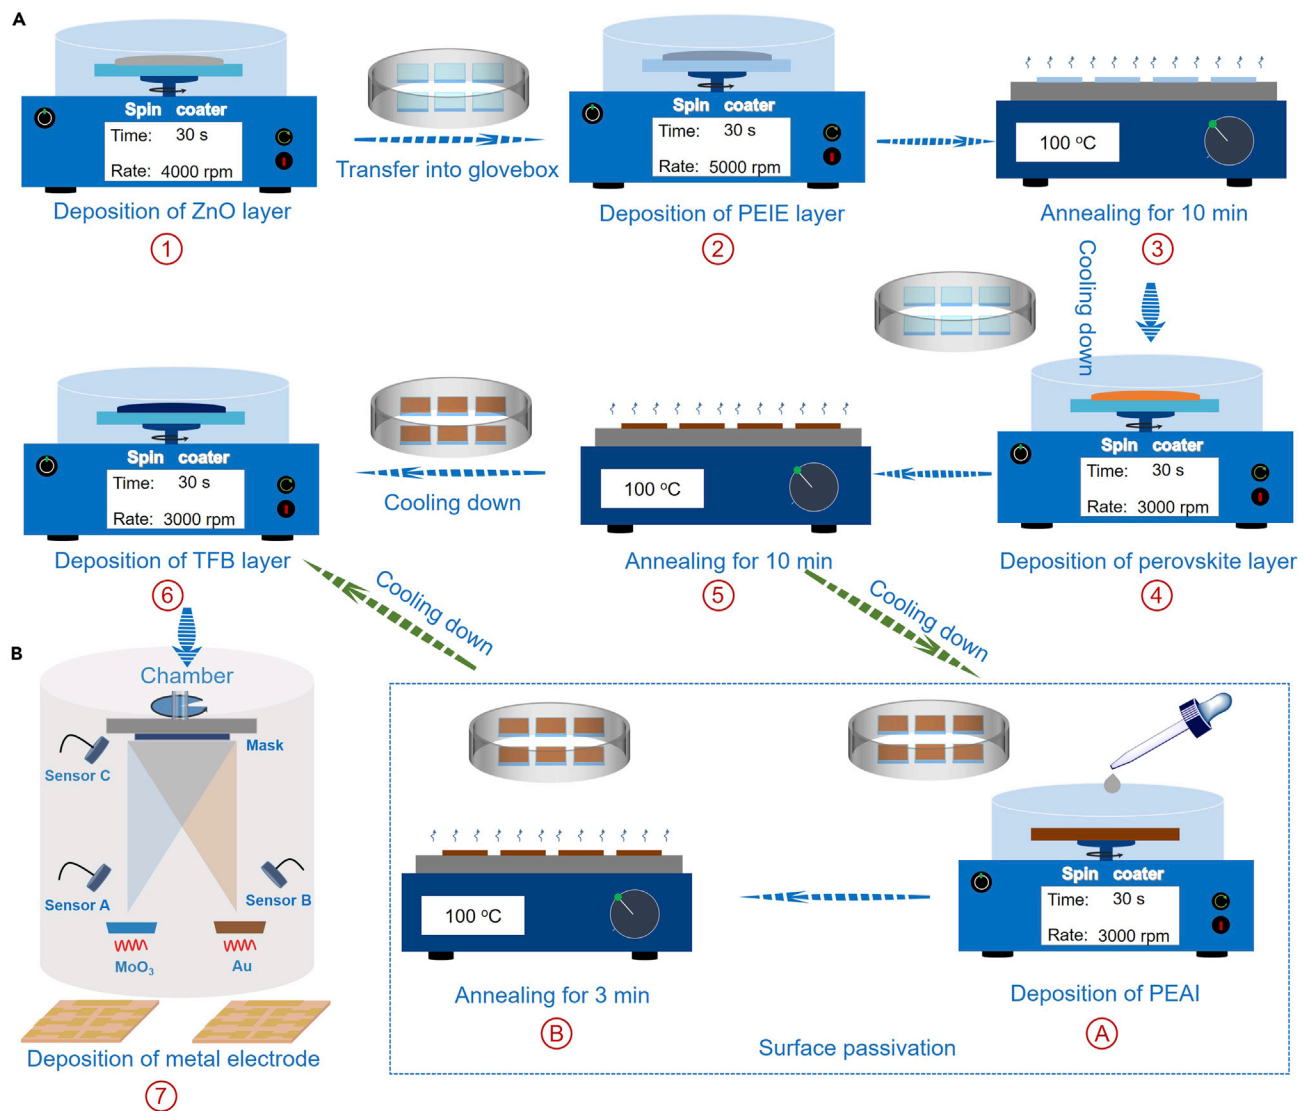 A
Spin coater
Time: 30 s
Rate: 4000 rpm
Deposition of ZnO layer
1
Transfer into glovebox
Spin coater
Time: 30 s
Rate: 5000 rpm
Deposition of PEIE layer
2
100 °C
Annealing for 10 min
3
Cooling down
Spin coater
Time: 30 s
Rate: 3000 rpm
Deposition of perovskite layer
4
100 °C
Annealing for 10 min
5
Cooling down
Spin coater
Time: 30 s
Rate: 3000 rpm
Deposition of TFB layer
6
Cooling down
Cooling down
Spin coater
Time: 30 s
Rate: 3000 rpm
Deposition of PEAI
A
100 °C
Annealing for 3 min
B
Surface passivation
B
Chamber
Mask
Sensor C
Sensor A
Sensor B
MoO₃
Au
Deposition of metal electrode
7